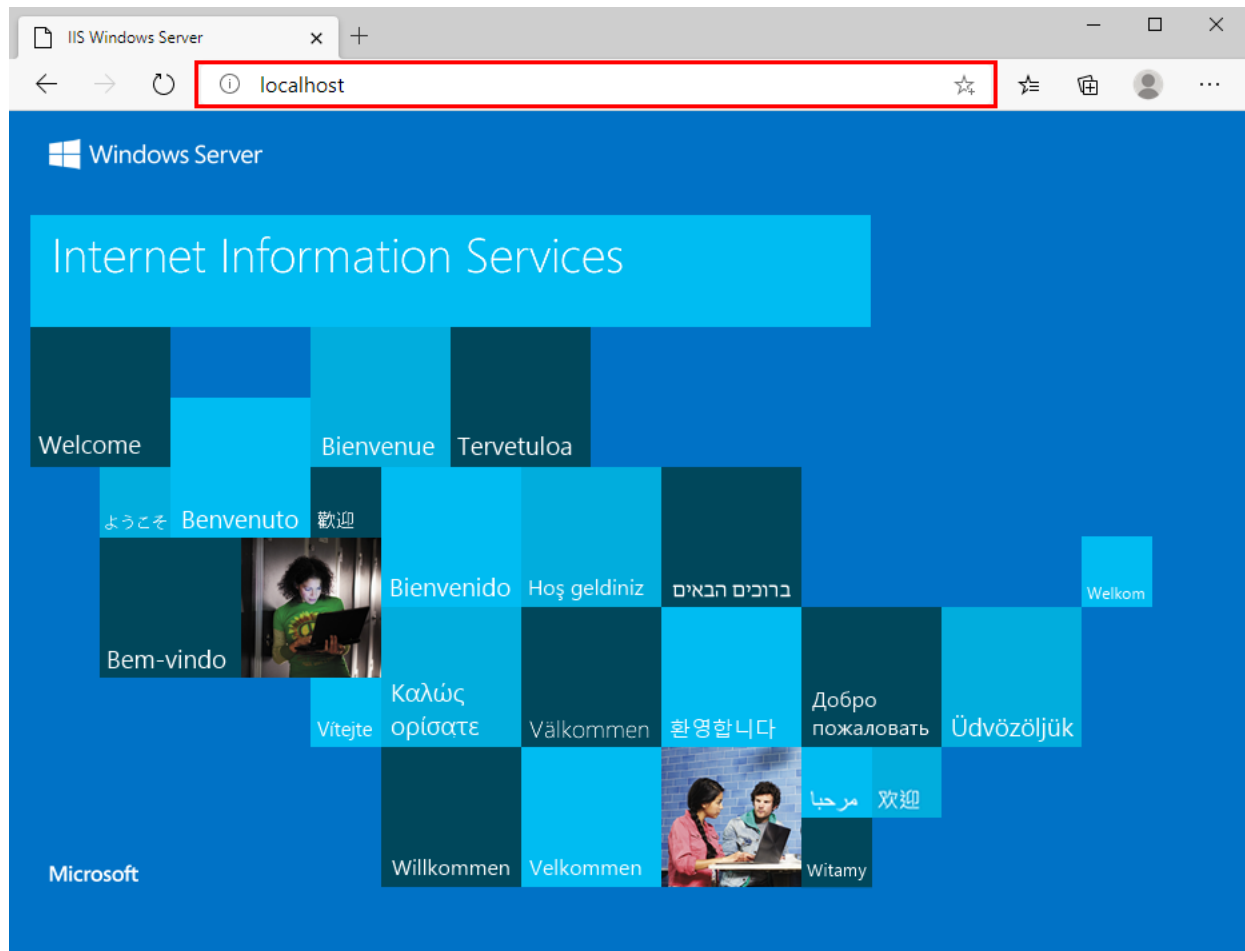 IIS Windows Server
localhost
Windows Server
Internet Information Services
Welcome
Bienvenue
Tervetuloa
ようこそ
Benvenuto
歡迎
Bienvenido
Hoş geldiniz
ברוכים הבאים
Welkom
Bem-vindo
Vítejte
Καλώς
ορίσατε
Välkommen
환영합니다
Добро
пожаловать
Üdvözöljük
مرحبا
欢迎
Microsoft
Willkommen
Velkommen
Witamy